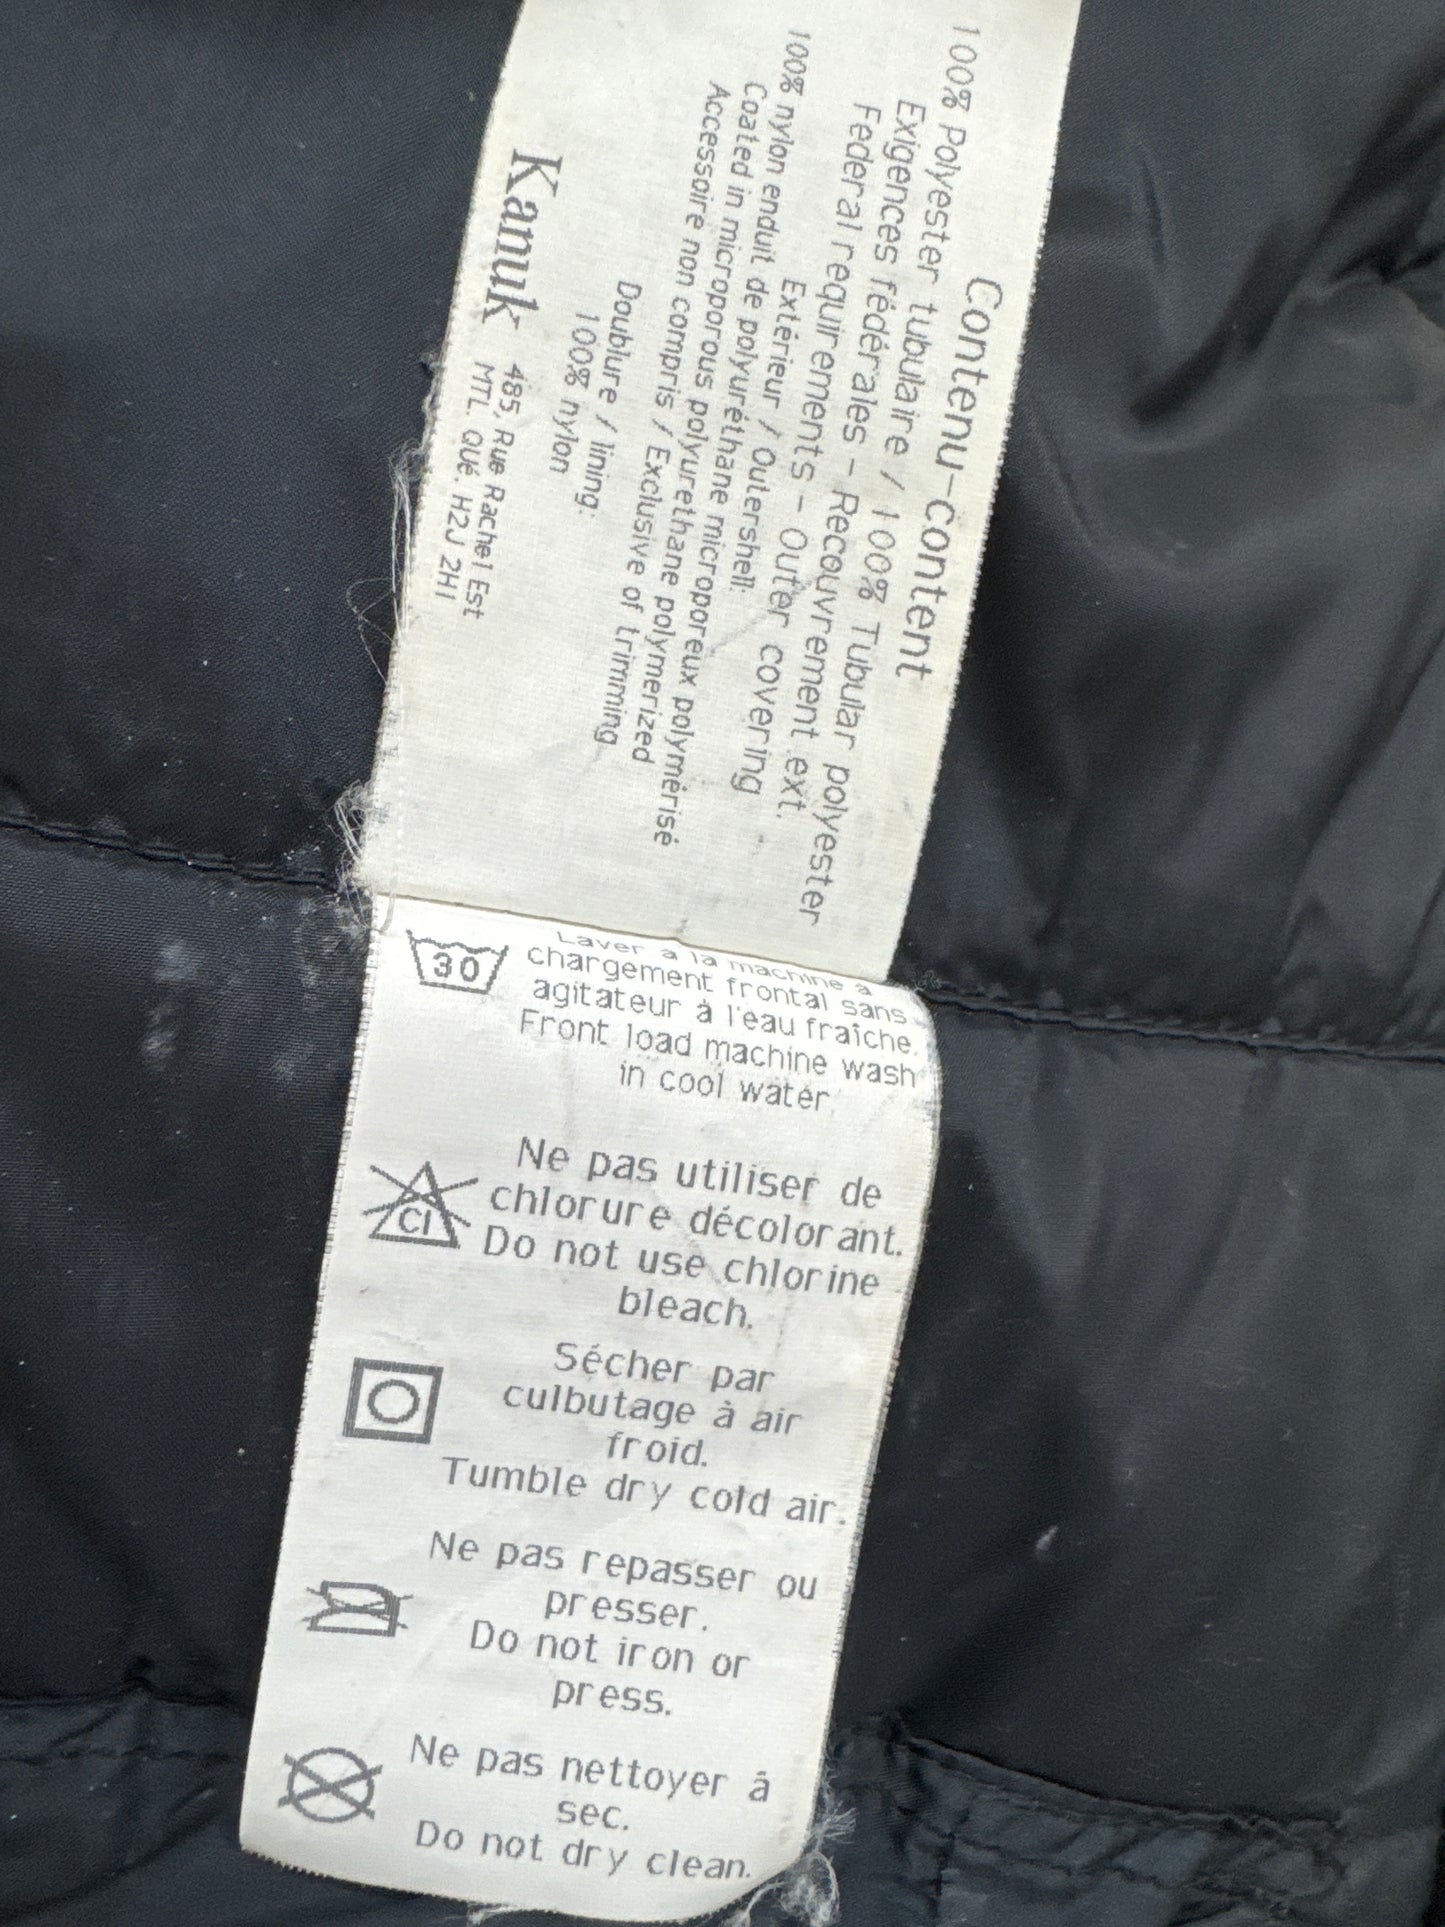 Contenu-content
100% Polyester tubulaire / 100% Tubular polyester
Exigences fédérales - Recouvrement ext.
Federal requirements - Outer covering
Extérieur / Outershell:
100% nylon enduit de polyuréthane microporeux polymérisé
Coated in microporous polyurethane polymerized
Accessoire non compris / Exclusive of trimming
Doublure / lining:
100% nylon
Kanuk
485, Rue Rachel Est
MTL. QUÉ. H2J 2H1
30
Laver à la machine à
chargement frontal sans
agitateur à l'eau fraîche.
Front load machine wash
in cool water.
Ne pas utiliser de
chlorure décolorant.
Cl
Do not use chlorine
bleach.
Sécher par
culbutage à air
froid.
Tumble dry cold air.
Ne pas repasser ou
presser.
Do not iron or
press.
Ne pas nettoyer à
sec.
Do not dry clean.